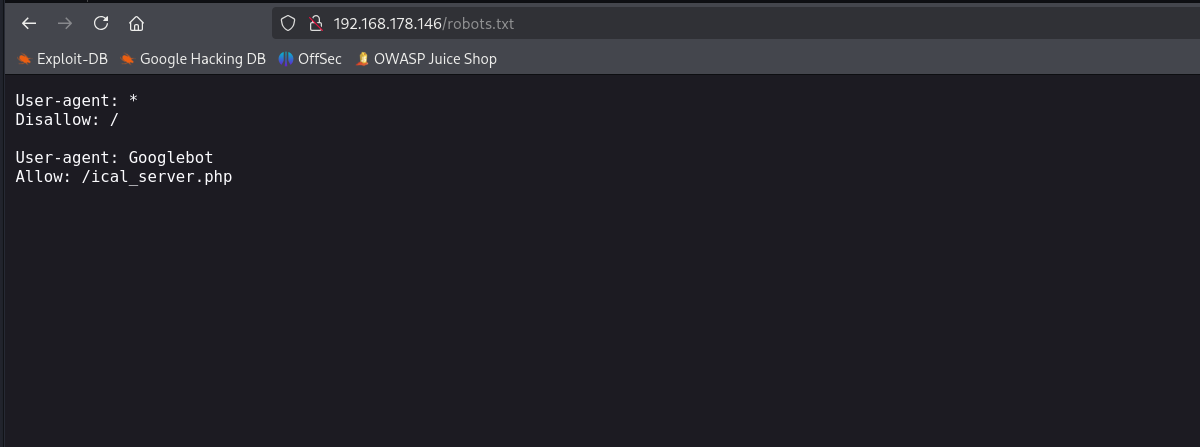 192.168.178.146/robots.txt
Exploit-DB Google Hacking DB OffSec OWASP Juice Shop
User-agent: *
Disallow: /
User-agent: Googlebot
Allow: /ical_server.php